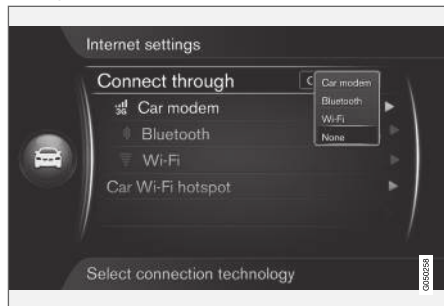 Internet settings
Connect through
Car modem
Bluetooth
Wi-Fi
None
3G Car modem
Bluetooth
Wi-Fi
Car Wi-Fi hotspot
Select connection technology
G050258